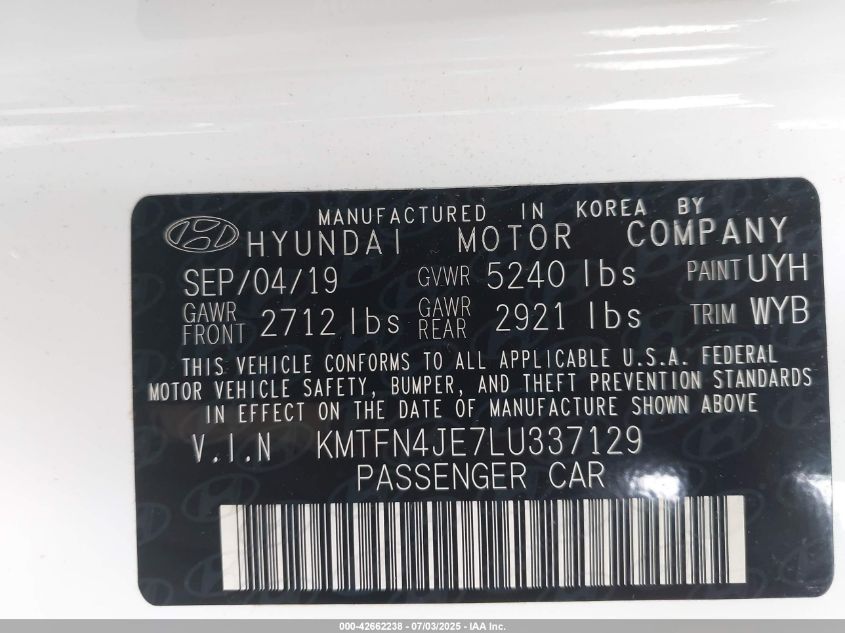 MANUFACTURED IN KOREA BY
HYUNDAI MOTOR COMPANY
SEP/04/19 GVWR 5240 lbs PAINT UYH
GAWR FRONT 2712 lbs GAWR REAR 2921 lbs TRIM WYB
THIS VEHICLE CONFORMS TO ALL APPLICABLE U.S.A. FEDERAL
MOTOR VEHICLE SAFETY, BUMPER, AND THEFT PREVENTION STANDARDS
IN EFFECT ON THE DATE OF MANUFACTURE SHOWN ABOVE
V.I.N KMTFN4JE7LU337129
PASSENGER CAR
000-42662238 - 07/03/2025 - IAA Inc.